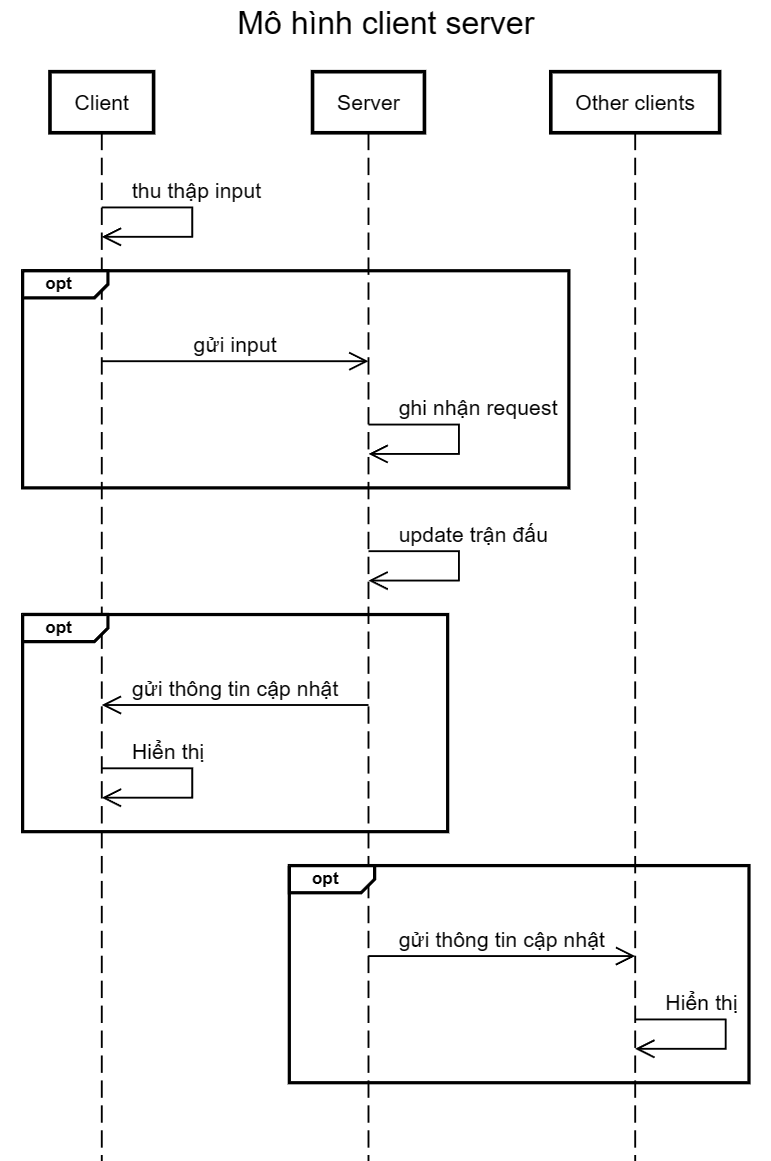 Mô hình client server
Client
Server
Other clients
thu thập input
opt
gửi input
ghi nhận request
update trận đấu
opt
gửi thông tin cập nhật
Hiển thị
opt
gửi thông tin cập nhật
Hiển thị